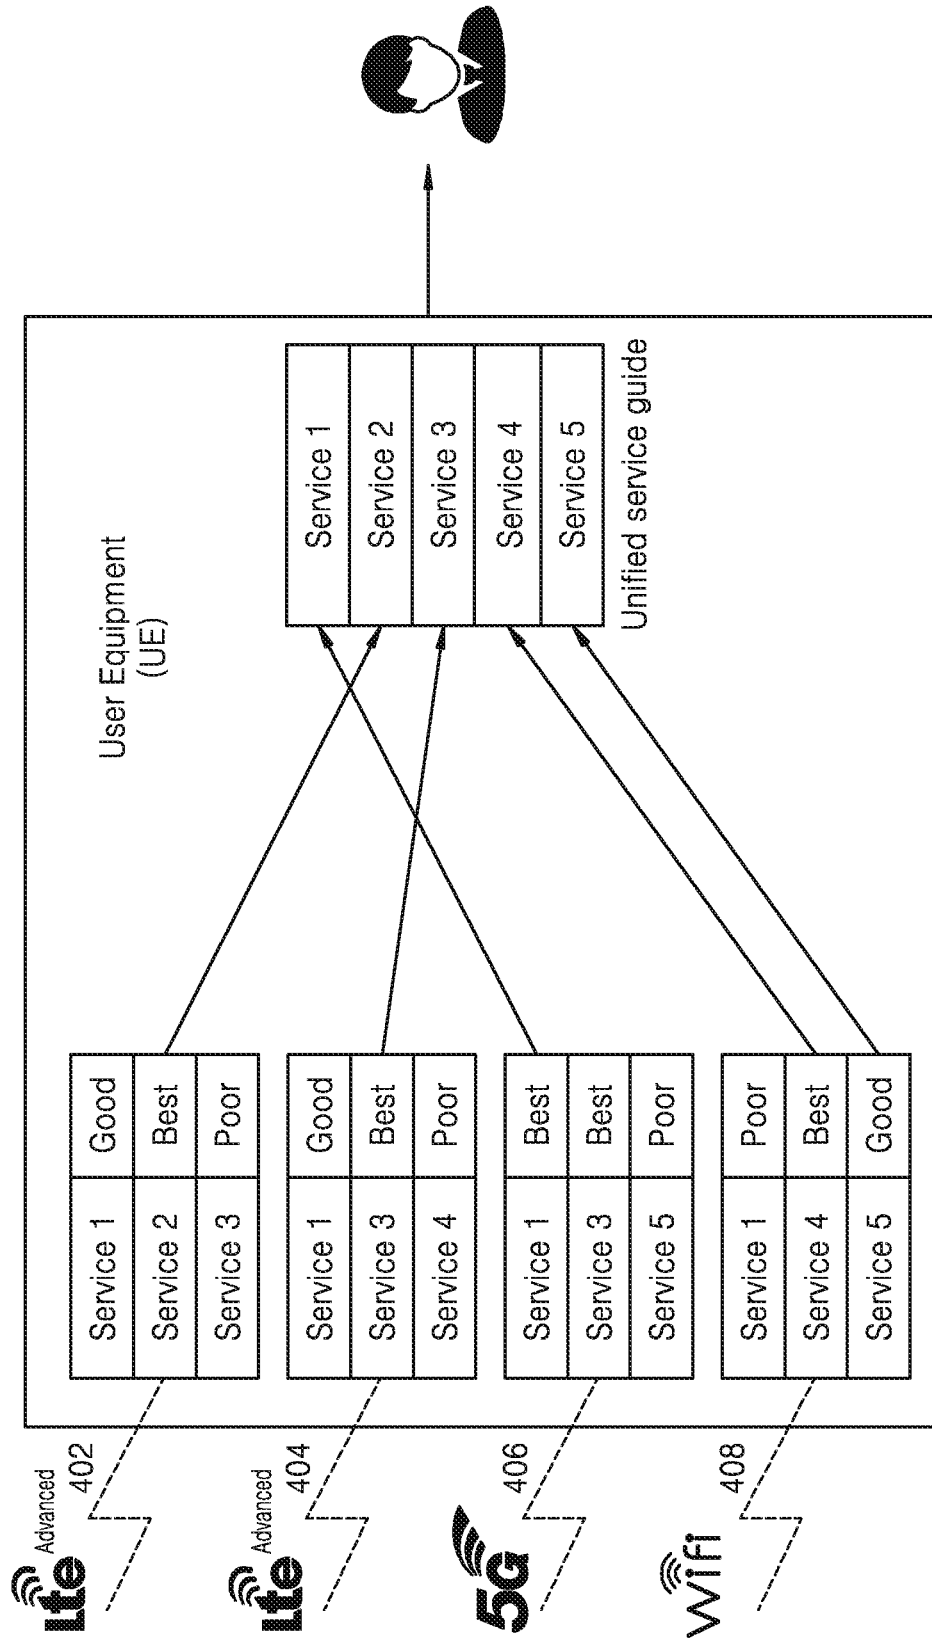 User Equipment
(UE)
LTE Advanced
402
Service 1 Good
Service 2 Best
Service 3 Poor
LTE Advanced
404
Service 1 Good
Service 3 Best
Service 4 Poor
5G
406
Service 1 Best
Service 3 Best
Service 5 Poor
Wifi
408
Service 1 Poor
Service 4 Best
Service 5 Good
Service 1
Service 2
Service 3
Service 4
Service 5
Unified service guide